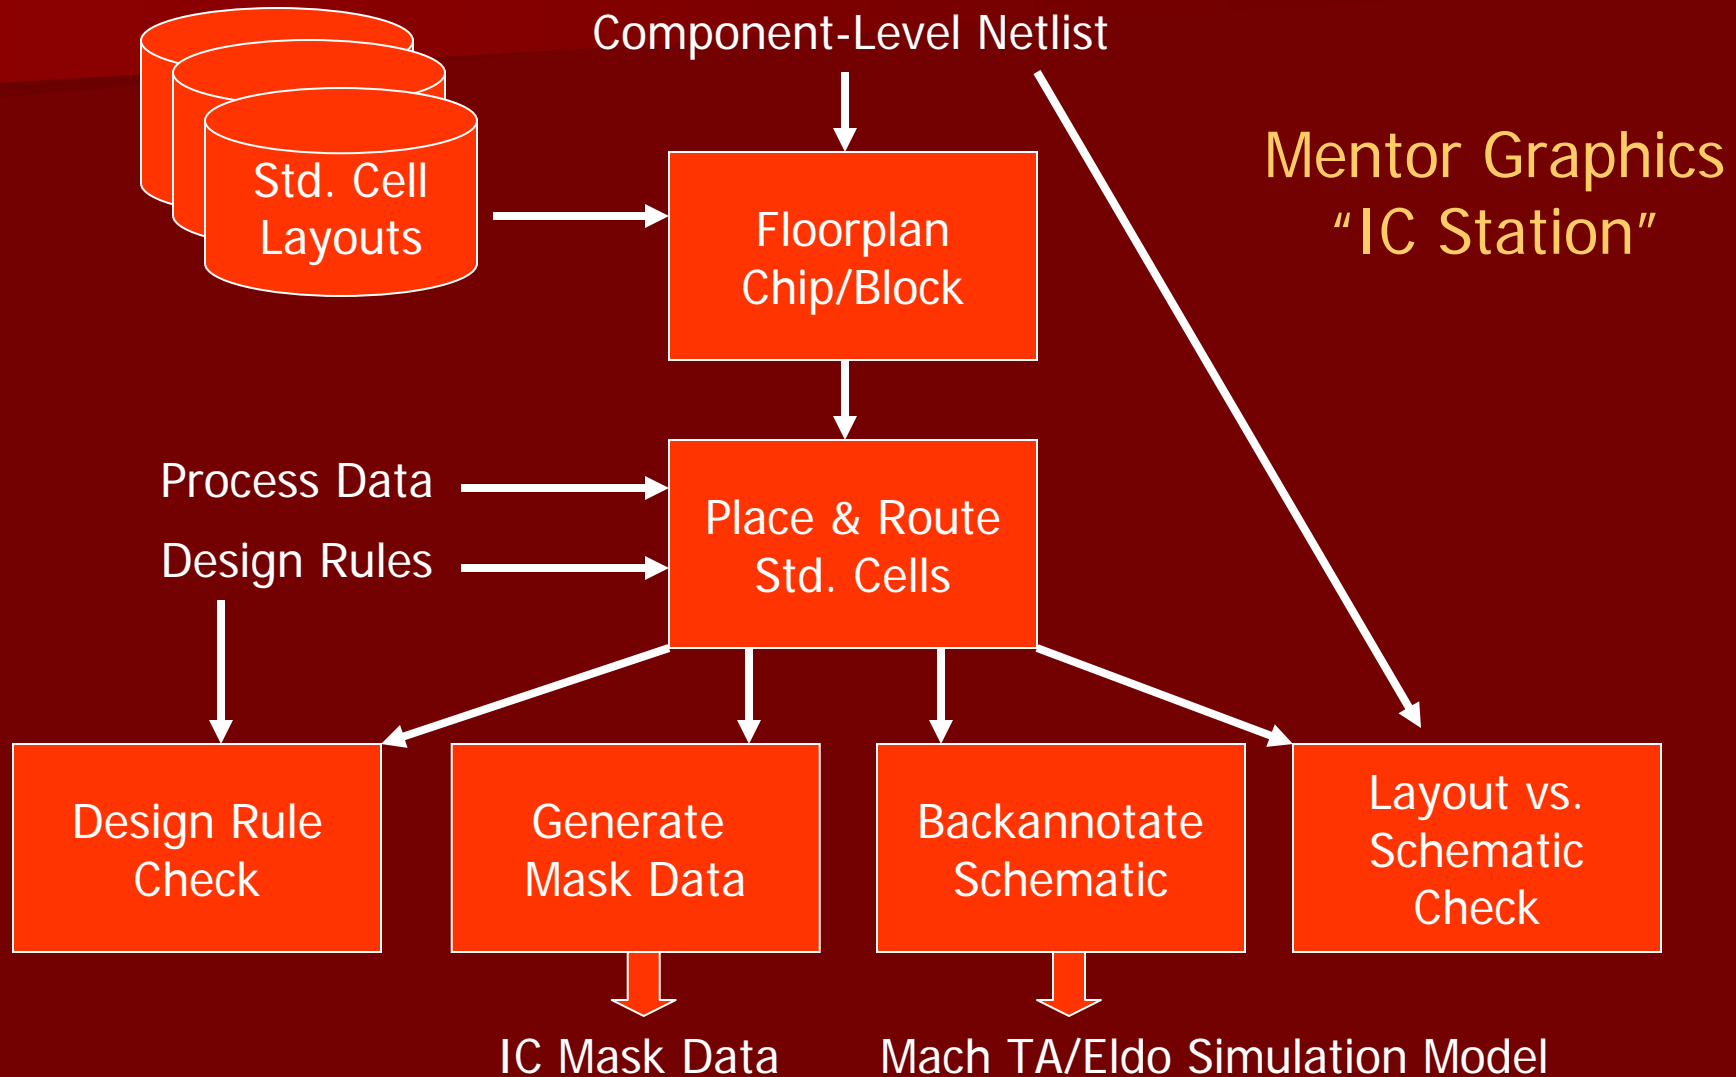 Component-Level Netlist
Mentor Graphics
“IC Station”
Std. Cell
Layouts
Floorplan
Chip/Block
Process Data
Design Rules
Place & Route
Std. Cells
Design Rule
Check
Generate
Mask Data
Backannotate
Schematic
Layout vs.
Schematic
Check
IC Mask Data
Mach TA/Eldo Simulation Model